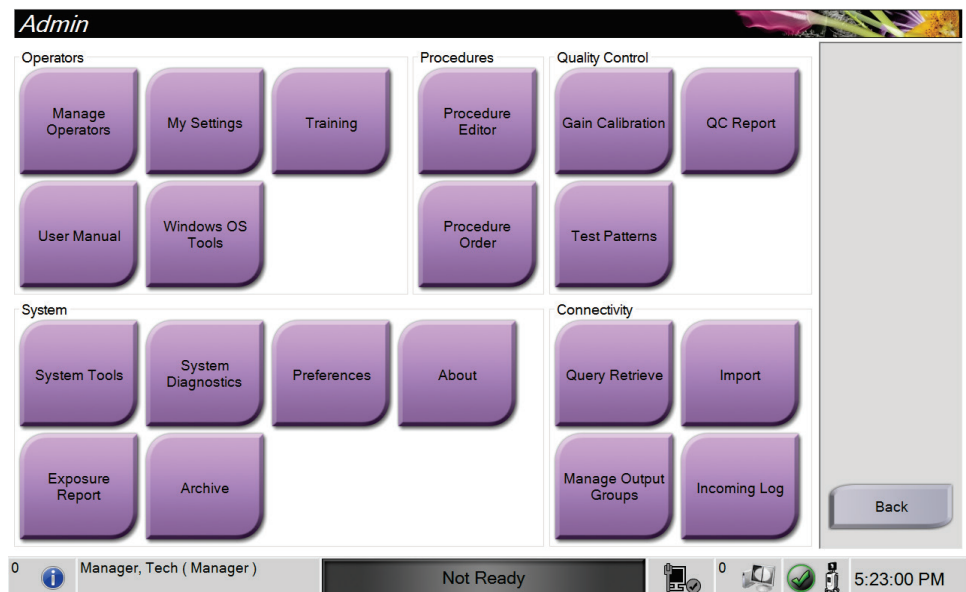 Admin
Operators
Manage
Operators
My Settings
Training
User Manual
Windows OS
Tools
Procedures
Procedure
Editor
Procedure
Order
Quality Control
Gain Calibration
QC Report
Test Patterns
System
System Tools
System
Diagnostics
Preferences
About
Exposure
Report
Archive
Connectivity
Query Retrieve
Import
Manage Output
Groups
Incoming Log
Back
0
Manager, Tech ( Manager )
Not Ready
0
5:23:00 PM